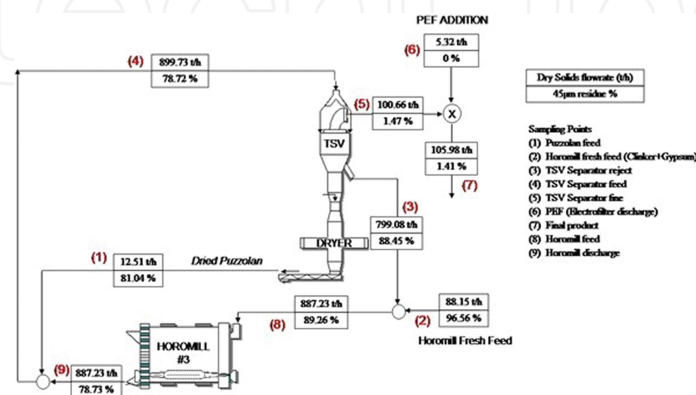 PEF ADDITION
5.32 t/h
(6)
0 %
(4)
899.73 t/h
78.72 %
Dry Solids flowrate (t/h)
45µm residue %
(5)
100.66 t/h
1.47 %
X
TSV
105.98 t/h
1.41 %
(7)
Sampling Points
(1) Puzzolan feed
(2) Horomill fresh feed (Clinker+Gypsum)
(3) TSV Separator reject
(4) TSV Separator feed
(5) TSV Separator fine
(6) PEF (Electrofilter discharge)
(7) Final product
(8) Horomill feed
(9) Horomill discharge
(3)
799.08 t/h
88.45 %
DRYER
(1)
12.51 t/h
81.04 %
Dried Puzzolan
887.23 t/h
89.26 %
(8)
88.15 t/h
96.56 %
(2)
Horomill Fresh Feed
HOROMILL
#3
(9)
887.23 t/h
78.73 %